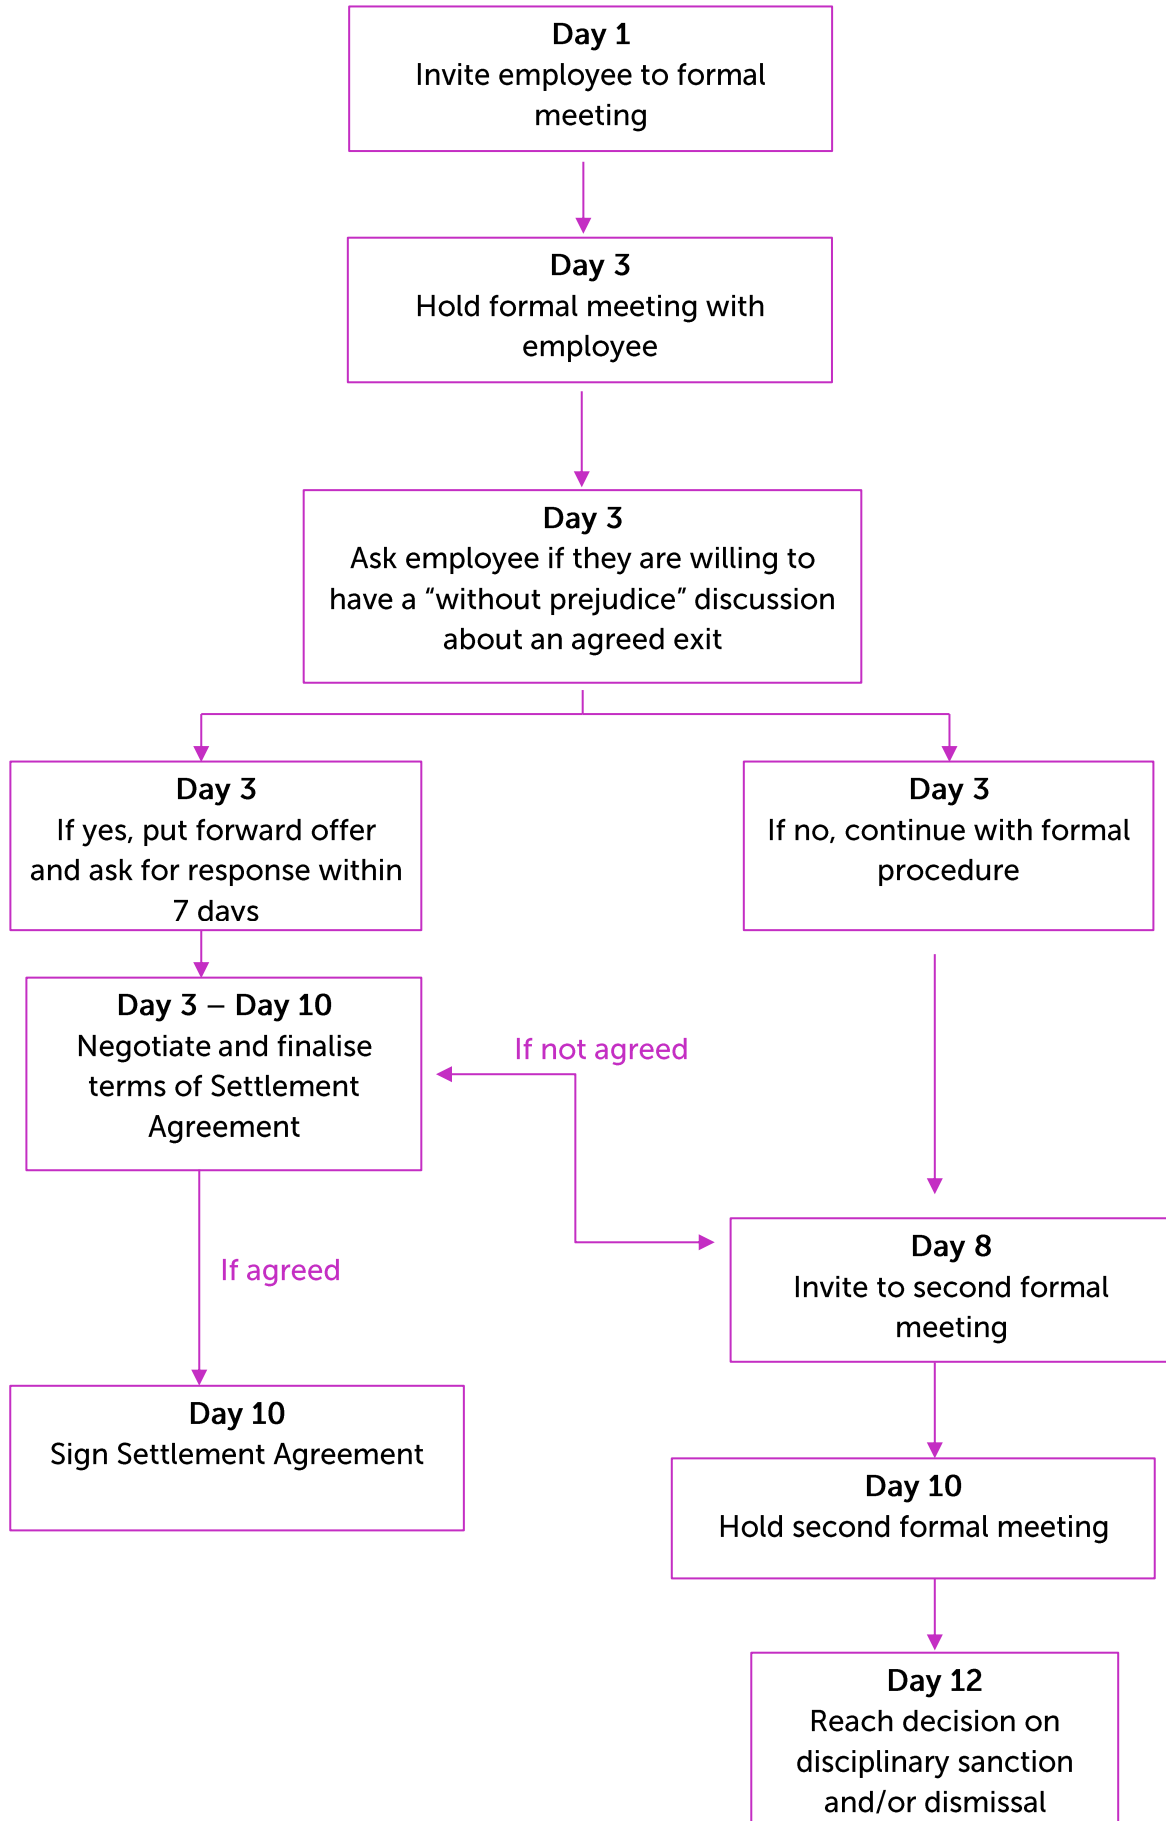 Day 1
Invite employee to formal
meeting
Day 3
Hold formal meeting with
employee
Day 3
Ask employee if they are willing to
have a “without prejudice” discussion
about an agreed exit
Day 3
If yes, put forward offer
and ask for response within
7 days
Day 3
If no, continue with formal
procedure
Day 3 – Day 10
Negotiate and finalise
terms of Settlement
Agreement
If not agreed
If agreed
Day 8
Invite to second formal
meeting
Day 10
Sign Settlement Agreement
Day 10
Hold second formal meeting
Day 12
Reach decision on
disciplinary sanction
and/or dismissal